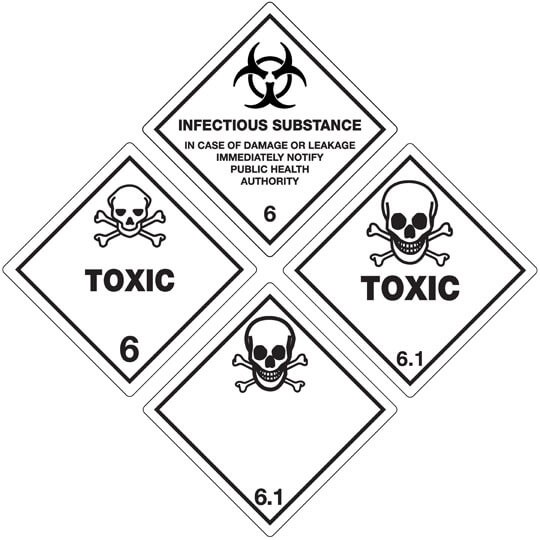 INFECTIOUS SUBSTANCE
IN CASE OF DAMAGE OR LEAKAGE
IMMEDIATELY NOTIFY
PUBLIC HEALTH
AUTHORITY
6
TOXIC
6
TOXIC
6.1
6.1